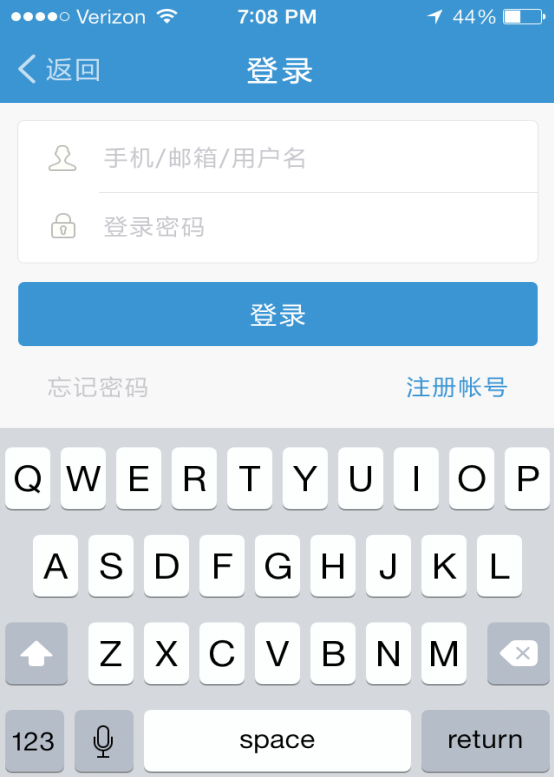 Verizon 7:08 PM 44%
返回 登录
手机/邮箱/用户名
登录密码
登录
忘记密码 注册帐号
Q W E R T Y U I O P
A S D F G H J K L
Z X C V B N M
123 space return